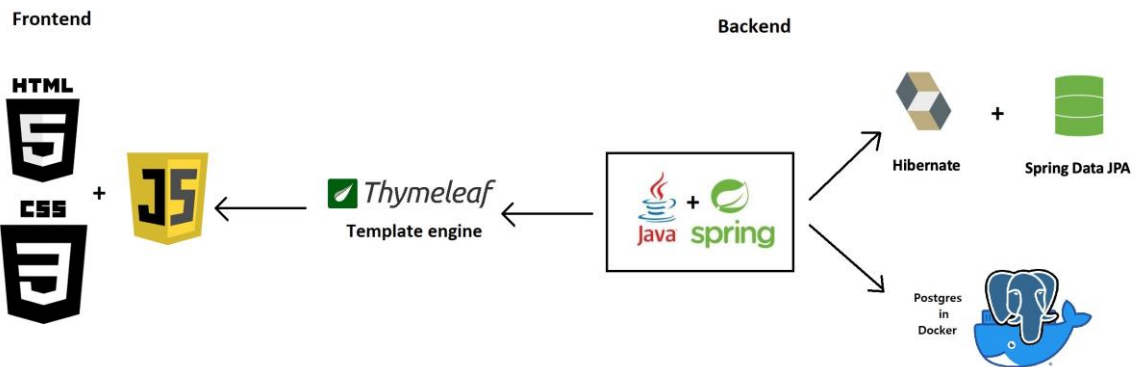 Frontend
Backend
HTML
5
CSS
3
+
JS
Thymeleaf
Template engine
Java
+
spring
Hibernate
+
Spring Data JPA
Postgres
in
Docker